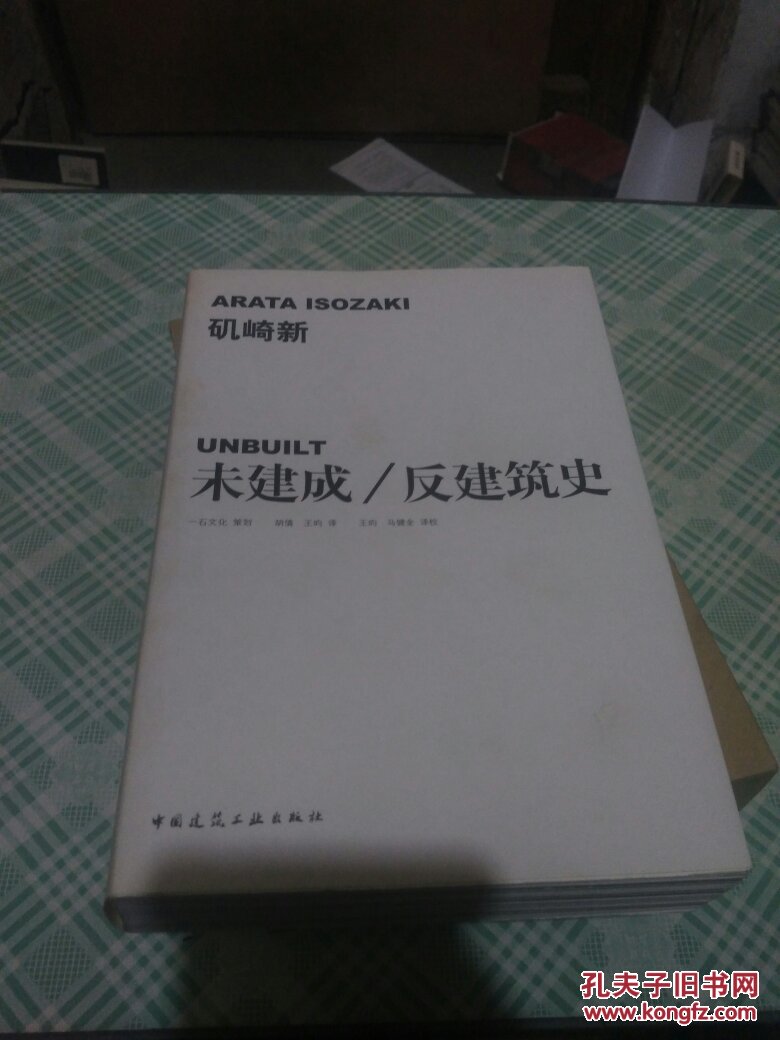 ARATA ISOZAKI
矶崎新
UNBUILT
未建成/反建筑史
一石文化 策划 胡倩 王昀 译 王昀 马健全 译校
中国建筑工业出版社
孔夫子旧书网
www.kongfz.com